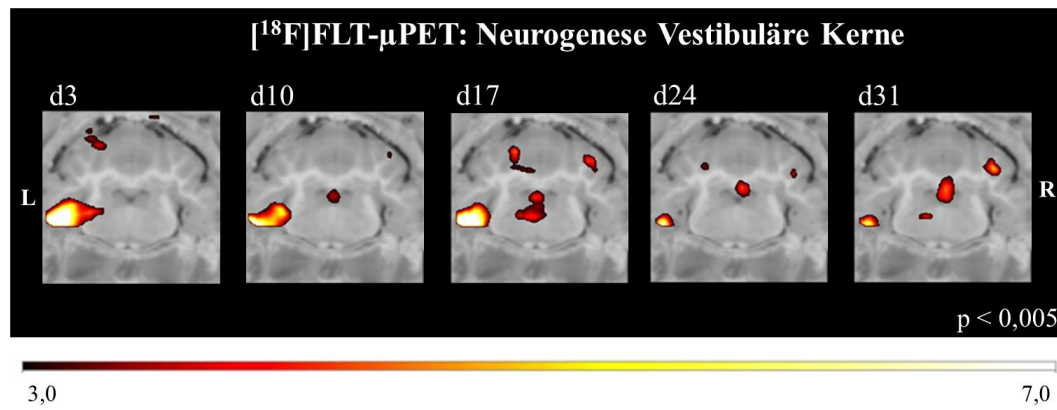 [¹⁸F]FLT-µPET: Neurogenese Vestibuläre Kerne
d3 d10 d17 d24 d31
L R
p < 0,005
3,0 7,0